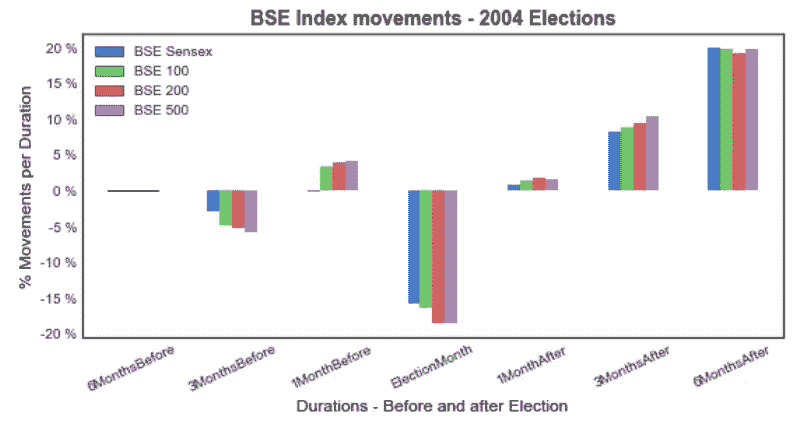 BSE Index movements - 2004 Elections
BSE Sensex
BSE 100
BSE 200
BSE 500
% Movements per Duration
20 %
15 %
10 %
5 %
0 %
-5 %
-10 %
-15 %
-20 %
6MonthsBefore
3MonthsBefore
1MonthBefore
ElectionMonth
1MonthAfter
3MonthsAfter
6MonthsAfter
Durations - Before and after Election